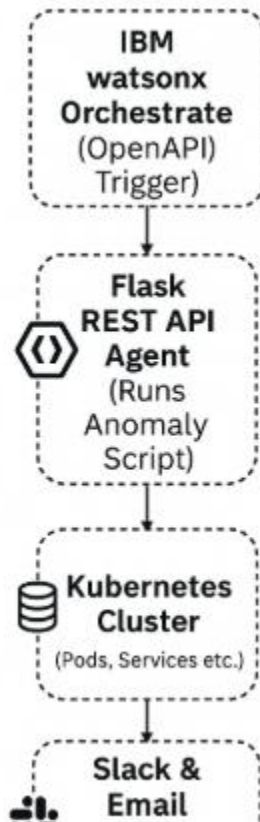 IBM
watsonx
Orchestrate
(OpenAPI)
Trigger)
Flask
REST API
Agent
(Runs
Anomaly
Script)
Kubernetes
Cluster
(Pods, Services etc.)
Slack &
Email